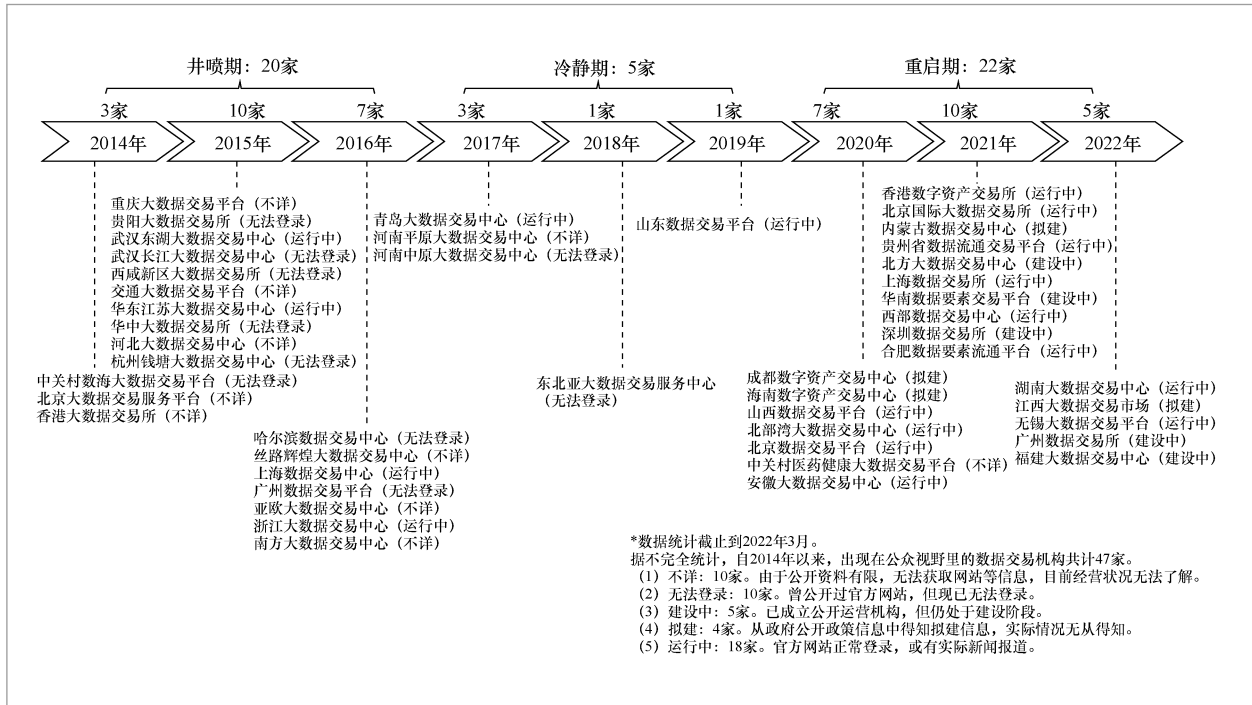 井喷期：20家
冷静期：5家
重启期：22家
3家
10家
7家
3家
1家
1家
7家
10家
5家
2014年
2015年
2016年
2017年
2018年
2019年
2020年
2021年
2022年
重庆大数据交易平台（不详）
贵阳大数据交易所（无法登录）
武汉东湖大数据交易中心（运行中）
武汉长江大数据交易中心（无法登录）
西咸新区大数据交易所（无法登录）
交通大数据交易平台（不详）
华东江苏大数据交易中心（运行中）
华中大数据交易所（无法登录）
河北大数据交易中心（不详）
杭州钱塘大数据交易中心（无法登录）
中关村数海大数据交易平台（无法登录）
北京大数据交易服务平台（不详）
香港大数据交易所（不详）
哈尔滨数据交易中心（无法登录）
丝路辉煌大数据交易中心（不详）
上海数据交易中心（运行中）
广州数据交易平台（无法登录）
亚欧大数据交易中心（不详）
浙江大数据交易中心（运行中）
南方大数据交易中心（不详）
青岛大数据交易中心（运行中）
河南平原大数据交易中心（不详）
河南中原大数据交易中心（无法登录）
东北亚大数据交易服务中心
（无法登录）
山东数据交易平台（运行中）
成都数字资产交易中心（拟建）
海南数字资产交易中心（拟建）
山西数据交易平台（运行中）
北部湾大数据交易中心（运行中）
北京数据交易平台（运行中）
中关村医药健康大数据交易平台（不详）
安徽大数据交易中心（运行中）
香港数字资产交易所（运行中）
北京国际大数据交易所（运行中）
内蒙古数据交易中心（拟建）
贵州省数据流通交易平台（运行中）
北方大数据交易中心（建设中）
上海数据交易所（运行中）
华南数据要素交易平台（建设中）
西部数据交易中心（运行中）
深圳数据交易所（建设中）
合肥数据要素流通平台（运行中）
湖南大数据交易中心（运行中）
江西大数据交易市场（拟建）
无锡大数据交易平台（运行中）
广州数据交易所（建设中）
福建大数据交易中心（建设中）
*数据统计截止到2022年3月。
据不完全统计，自2014年以来，出现在公众视野里的数据交易机构共计47家。
（1）不详：10家。由于公开资料有限，无法获取网站等信息，目前经营状况无法了解。
（2）无法登录：10家。曾公开过官方网站，但现已无法登录。
（3）建设中：5家。已成立公开运营机构，但仍处于建设阶段。
（4）拟建：4家。从政府公开政策信息中得知拟建信息，实际情况无从得知。
（5）运行中：18家。官方网站正常登录，或有实际新闻报道。